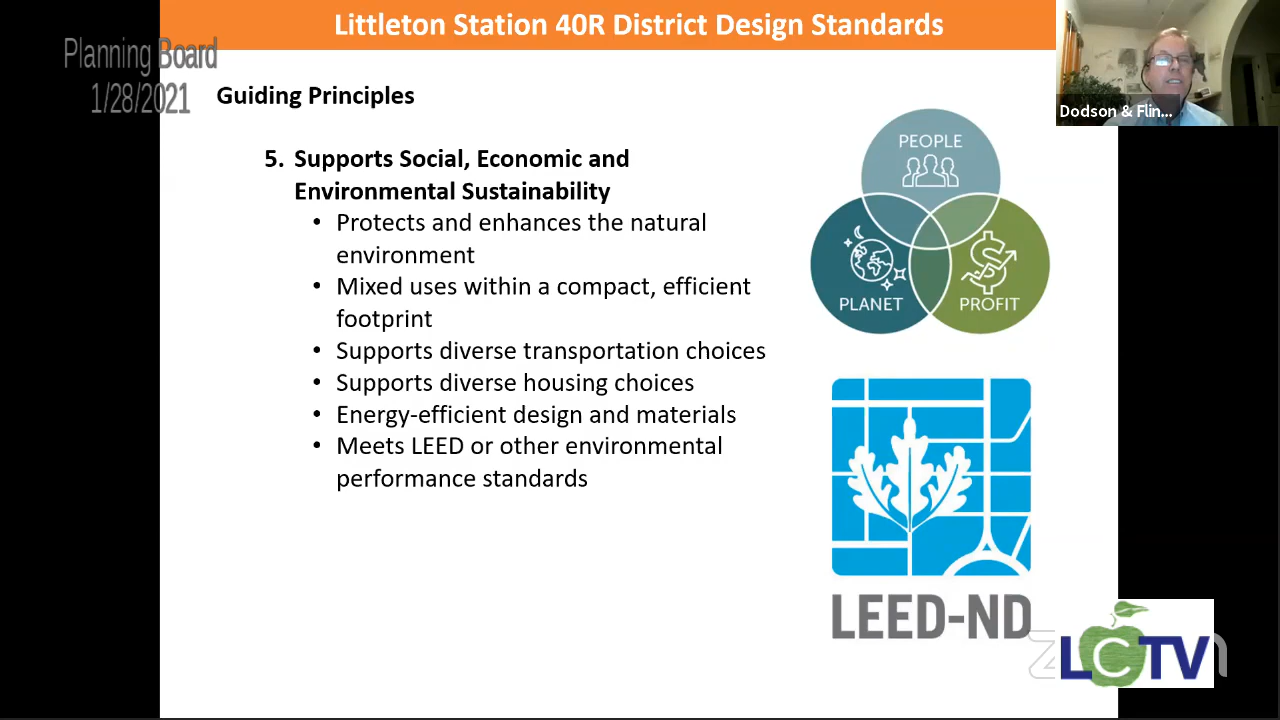 Littleton Station 40R District Design Standards
Planning Board
1/28/2021
Guiding Principles
Dodson & Flin...
5. Supports Social, Economic and
Environmental Sustainability
• Protects and enhances the natural
environment
• Mixed uses within a compact, efficient
footprint
• Supports diverse transportation choices
• Supports diverse housing choices
• Energy-efficient design and materials
• Meets LEED or other environmental
performance standards
PEOPLE
PLANET
PROFIT
LEED-ND
LCTV